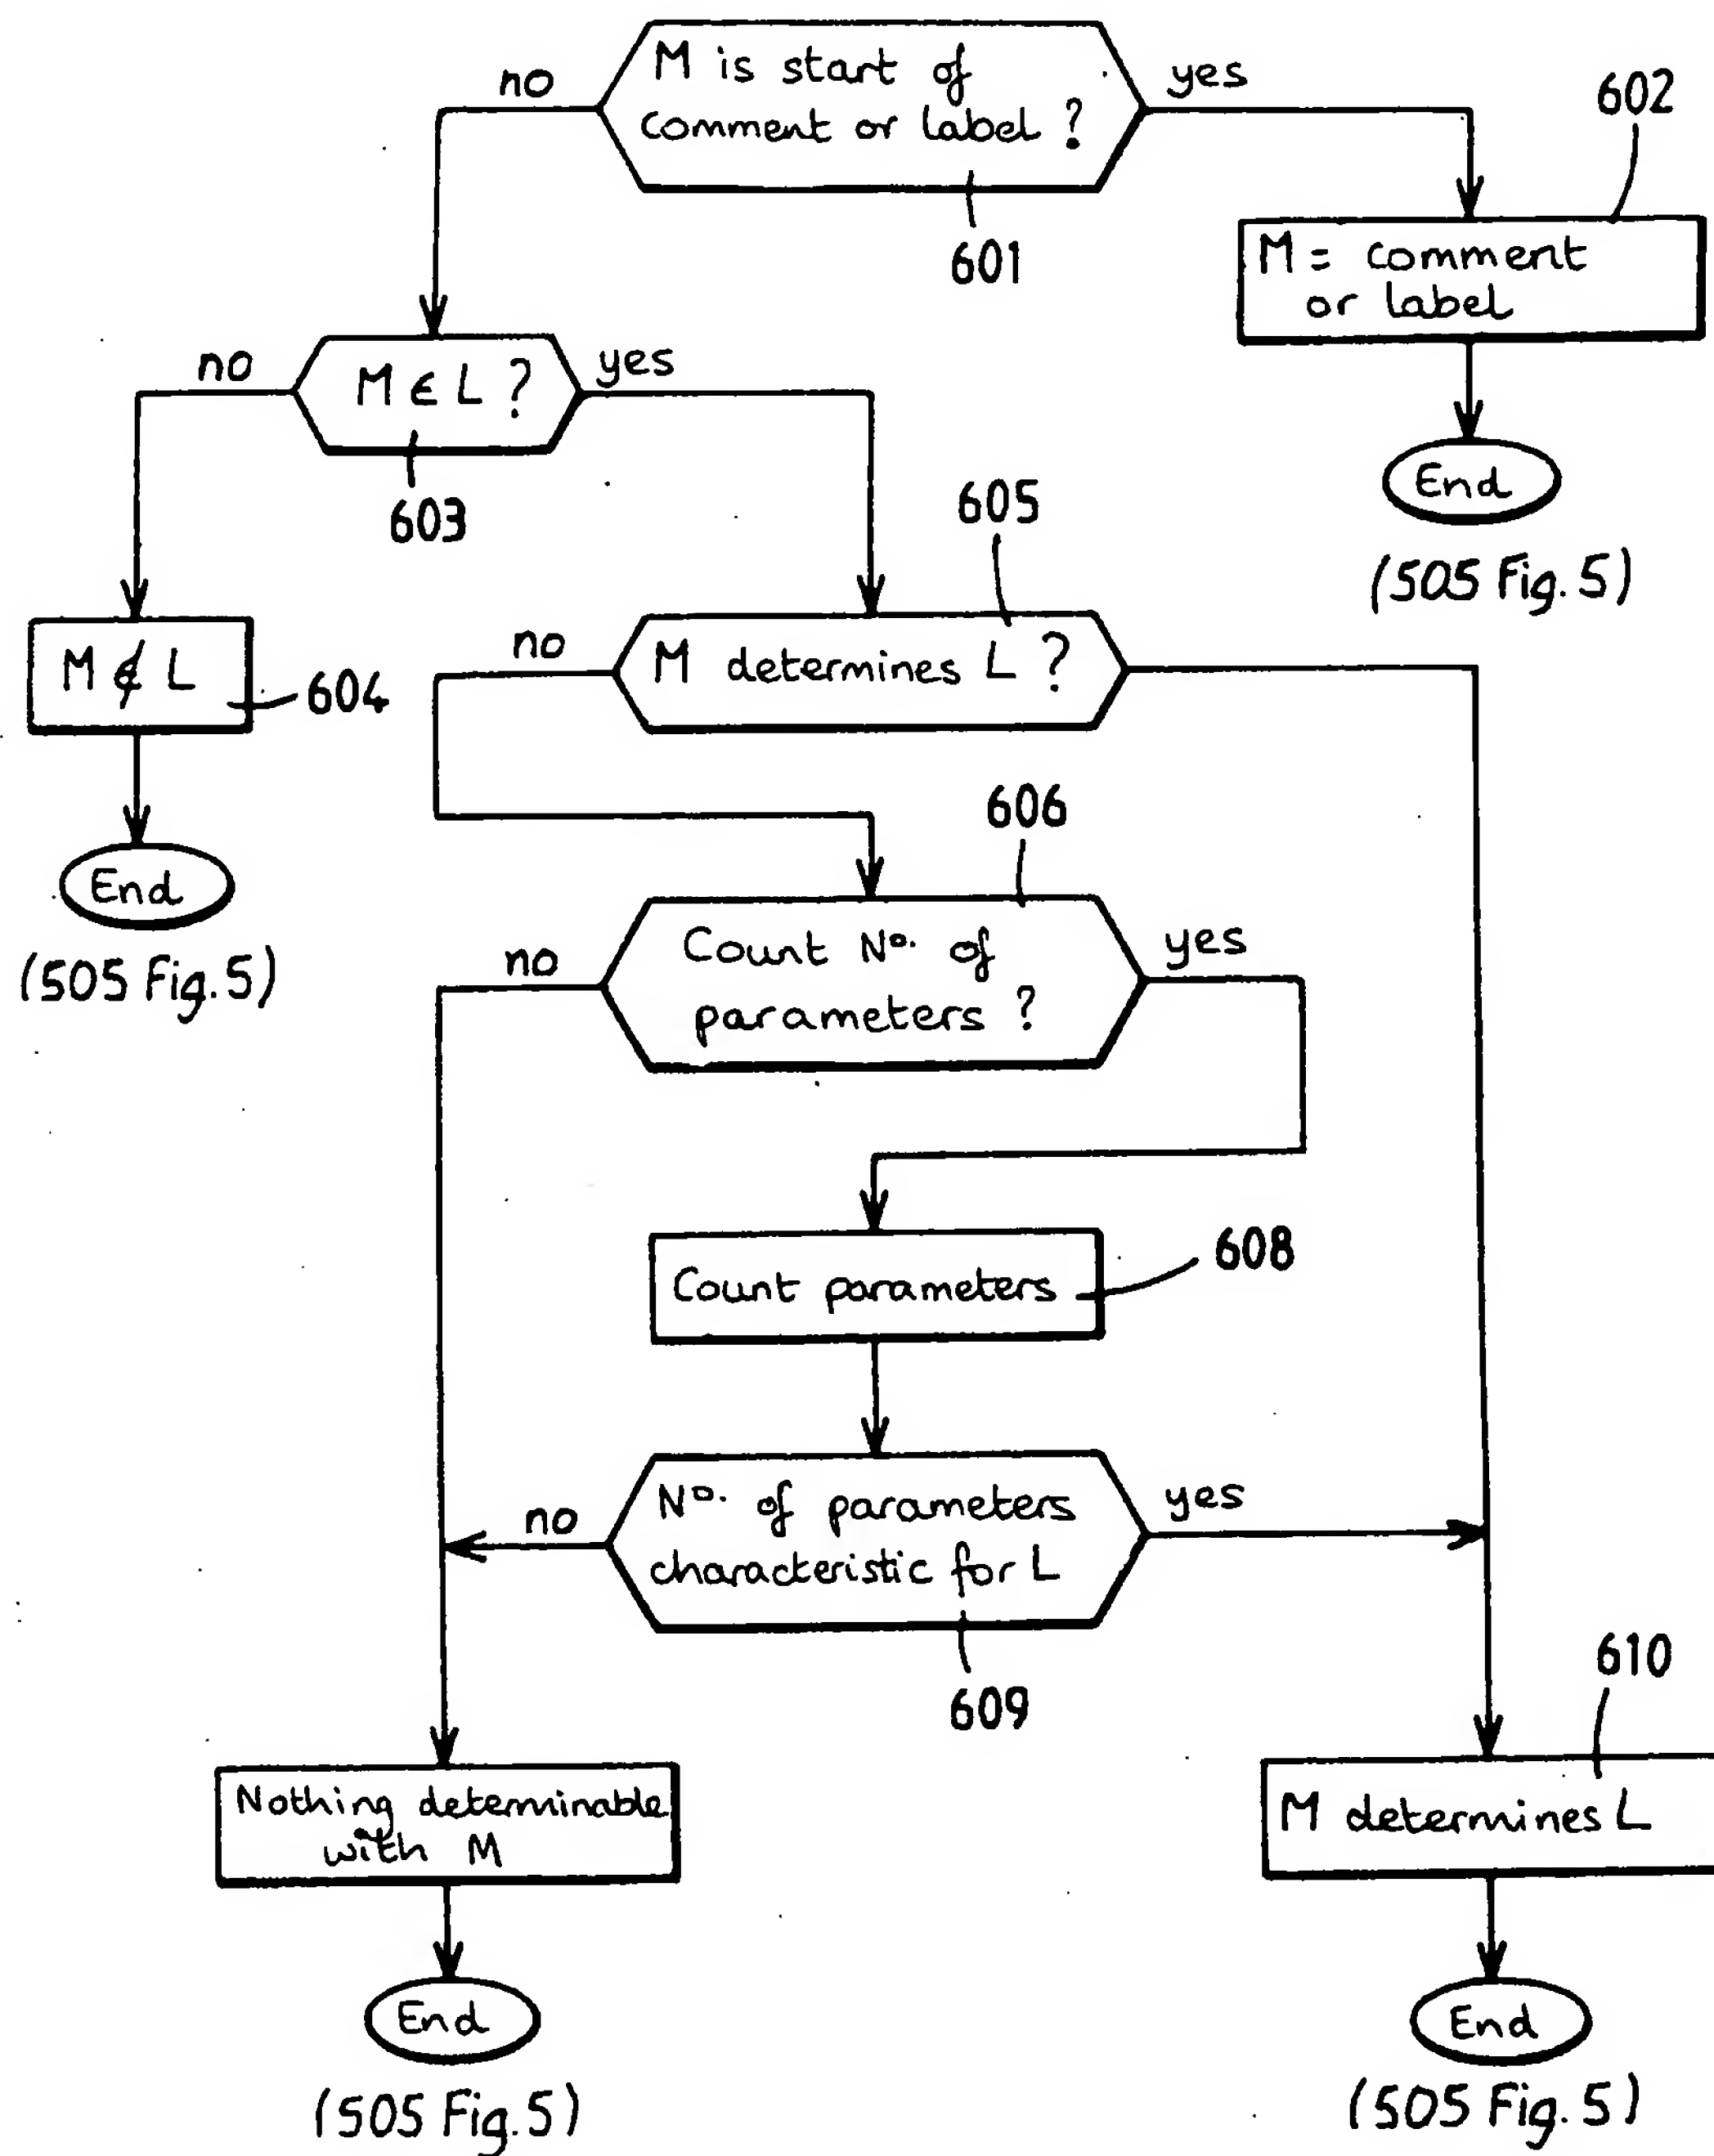 M is start of
comment or label ?
no
yes
601
602
M = comment
or label
End
(505 Fig. 5)
M ∈ L ?
no
yes
603
M ∉ L
604
End
(505 Fig. 5)
605
M determines L ?
no
606
Count Nº. of
parameters ?
no
yes
Count parameters
608
Nº. of parameters
characteristic for L
no
yes
609
610
Nothing determinable
with M
End
(505 Fig. 5)
M determines L
End
(505 Fig. 5)